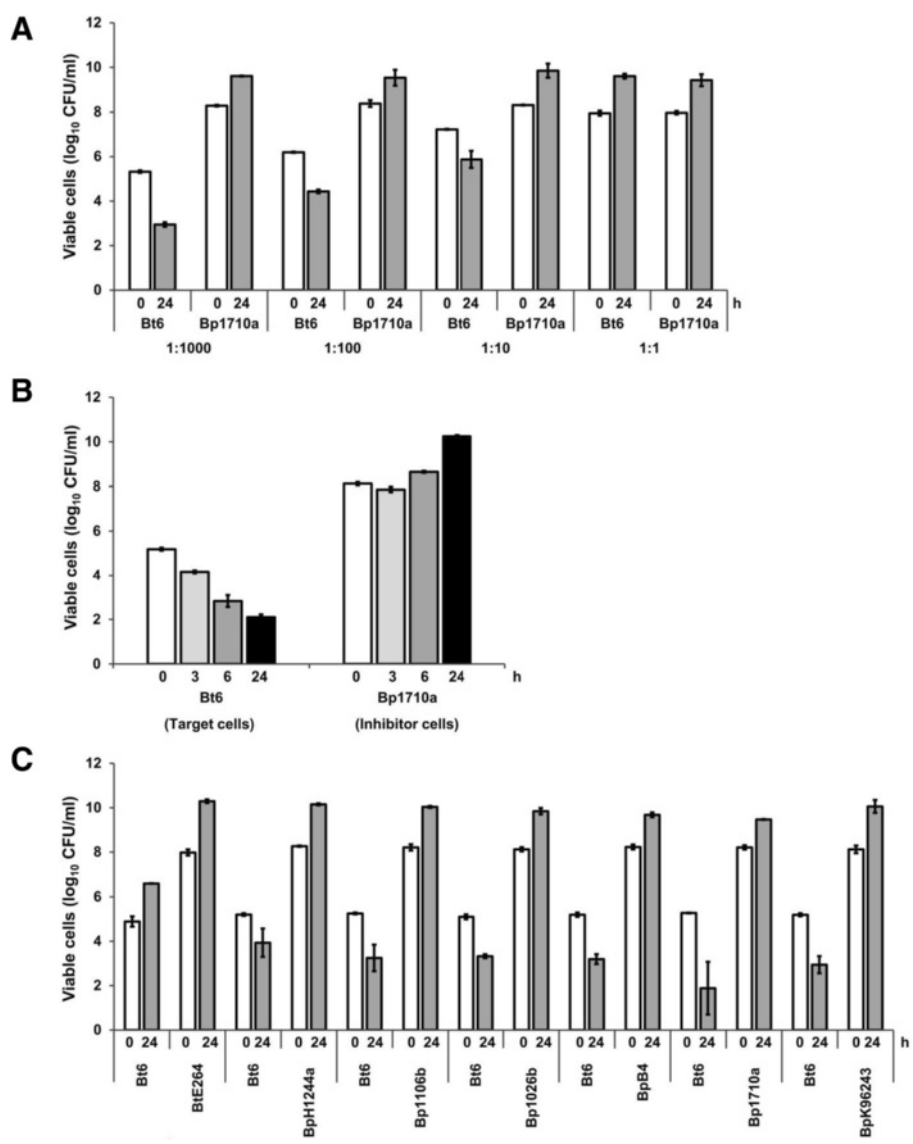 A
Viable cells (log10 CFU/ml)
12
10
8
6
4
2
0
0 24 0 24 0 24 0 24 0 24 0 24 0 24 0 24 h
Bt6 Bp1710a Bt6 Bp1710a Bt6 Bp1710a Bt6 Bp1710a
1:1000 1:100 1:10 1:1
B
Viable cells (log10 CFU/ml)
12
10
8
6
4
2
0
0 3 6 24 0 3 6 24 h
Bt6 Bp1710a
(Target cells) (Inhibitor cells)
C
Viable cells (log10 CFU/ml)
12
10
8
6
4
2
0
0 24 0 24 0 24 0 24 0 24 0 24 0 24 0 24 0 24 0 24 0 24 0 24 0 24 0 24 h
Bt6 BtE264 Bt6 BpH1244a Bt6 Bp1106b Bt6 Bp1026b Bt6 BpB4 Bt6 Bp1710a Bt6 BpK96243